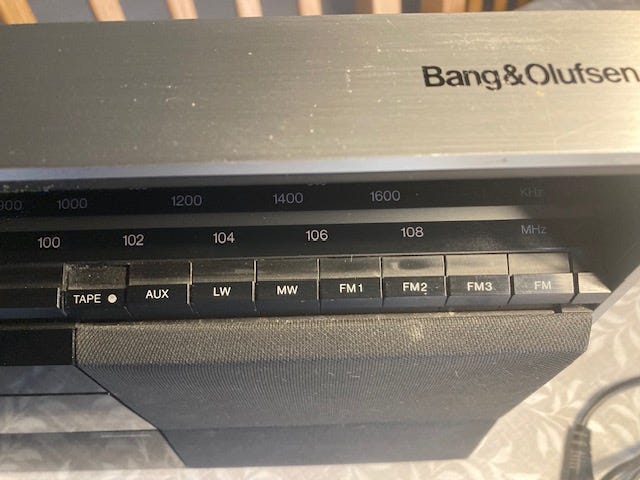 Bang&Olufsen
900 1000 1200 1400 1600 KHz
100 102 104 106 108 MHz
TAPE AUX LW MW FM1 FM2 FM3 FM